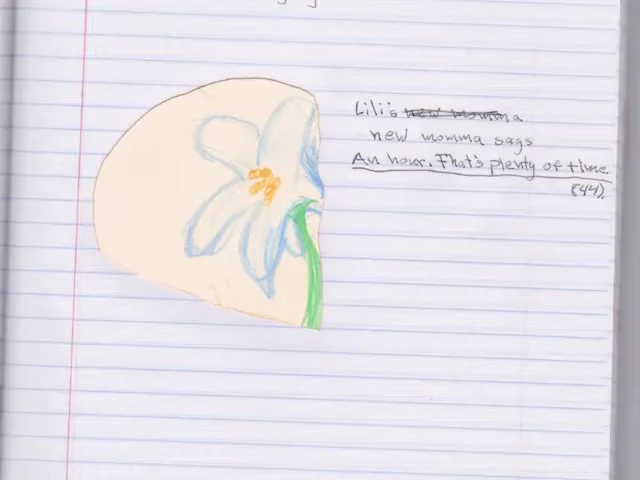 Lili's new momma
new momma says
An hour. That's plenty of time
(44).